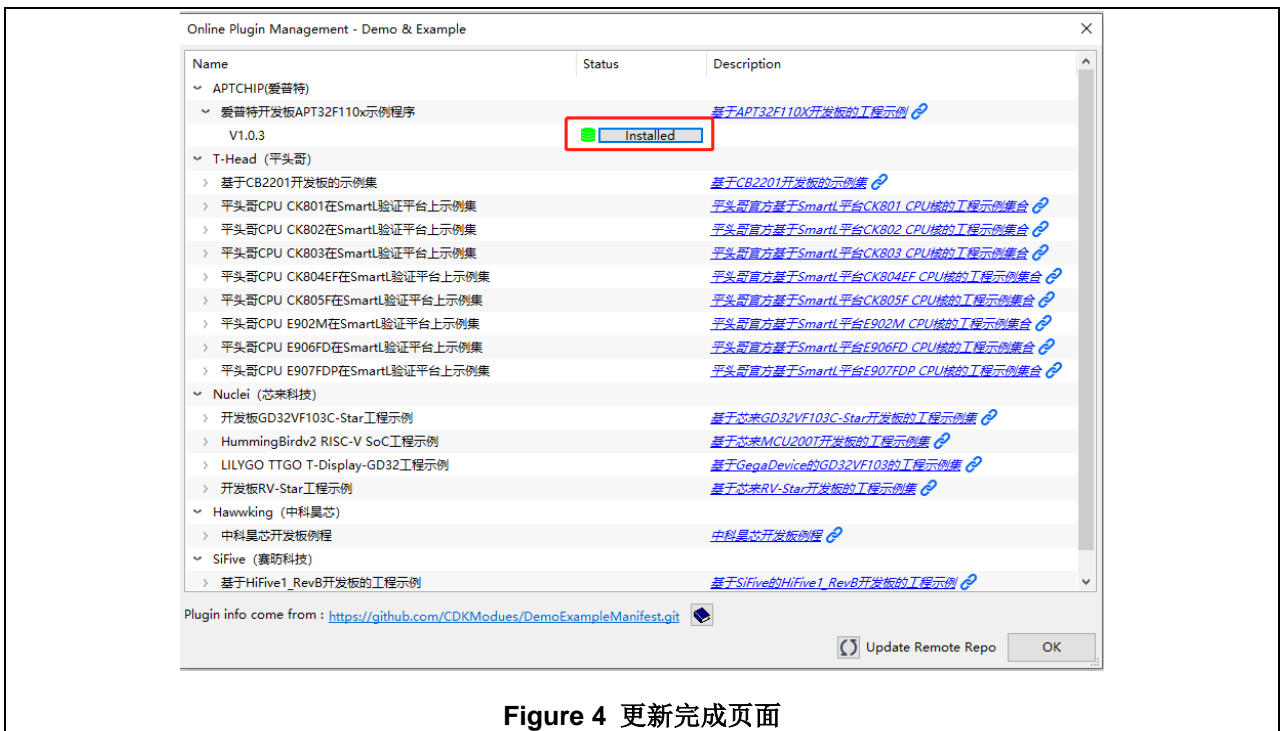 Online Plugin Management - Demo & Example
Name Status Description
APTCHIP(爱普特)
爱普特开发板APT32F110x示例程序 基于APT32F110X开发板的工程示例
V1.0.3 Installed
T-Head (平头哥)
基于CB2201开发板的示例集 基于CB2201开发板的示例集
平头哥CPU CK801在SmartL验证平台上示例集 平头哥官方基于SmartL平台CK801 CPU核的工程示例集合
平头哥CPU CK802在SmartL验证平台上示例集 平头哥官方基于SmartL平台CK802 CPU核的工程示例集合
平头哥CPU CK803在SmartL验证平台上示例集 平头哥官方基于SmartL平台CK803 CPU核的工程示例集合
平头哥CPU CK804EF在SmartL验证平台上示例集 平头哥官方基于SmartL平台CK804EF CPU核的工程示例集合
平头哥CPU CK805F在SmartL验证平台上示例集 平头哥官方基于SmartL平台CK805F CPU核的工程示例集合
平头哥CPU E902M在SmartL验证平台上示例集 平头哥官方基于SmartL平台E902M CPU核的工程示例集合
平头哥CPU E906FD在SmartL验证平台上示例集 平头哥官方基于SmartL平台E906FD CPU核的工程示例集合
平头哥CPU E907FDP在SmartL验证平台上示例集 平头哥官方基于SmartL平台E907FDP CPU核的工程示例集合
Nuclei (芯来科技)
开发板GD32VF103C-Star工程示例 基于芯来GD32VF103C-Star开发板的工程示例集
HummingBirdv2 RISC-V SoC工程示例 基于芯来MCU200T开发板的工程示例集
LILYGO TTGO T-Display-GD32工程示例 基于GegaDevice的GD32VF103的工程示例集
开发板RV-Star工程示例 基于芯来RV-Star开发板的工程示例集
Hawwking (中科昊芯)
中科昊芯开发板例程 中科昊芯开发板例程
SiFive (赛昉科技)
基于HiFive1_RevB开发板的工程示例 基于SiFive的HiFive1_RevB开发板的工程示例
Plugin info come from : https://github.com/CDKModues/DemoExampleManifest.git
Update Remote Repo OK
Figure 4 更新完成页面